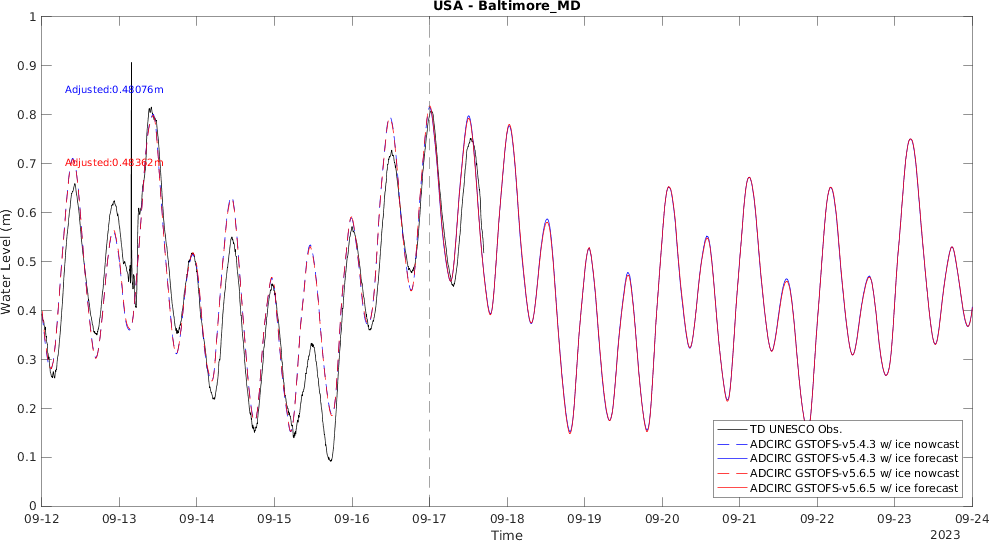 USA - Baltimore_MD
1
0.9
0.8
0.7
0.6
0.5
0.4
0.3
0.2
0.1
0
Water Level (m)
Adjusted:0.48076m
Adjusted:0.48362m
TD UNESCO Obs.
ADCIRC GSTOFS-v5.4.3 w/ ice nowcast
ADCIRC GSTOFS-v5.4.3 w/ ice forecast
ADCIRC GSTOFS-v5.6.5 w/ ice nowcast
ADCIRC GSTOFS-v5.6.5 w/ ice forecast
09-12 09-13 09-14 09-15 09-16 09-17 09-18 09-19 09-20 09-21 09-22 09-23 09-24
Time
2023